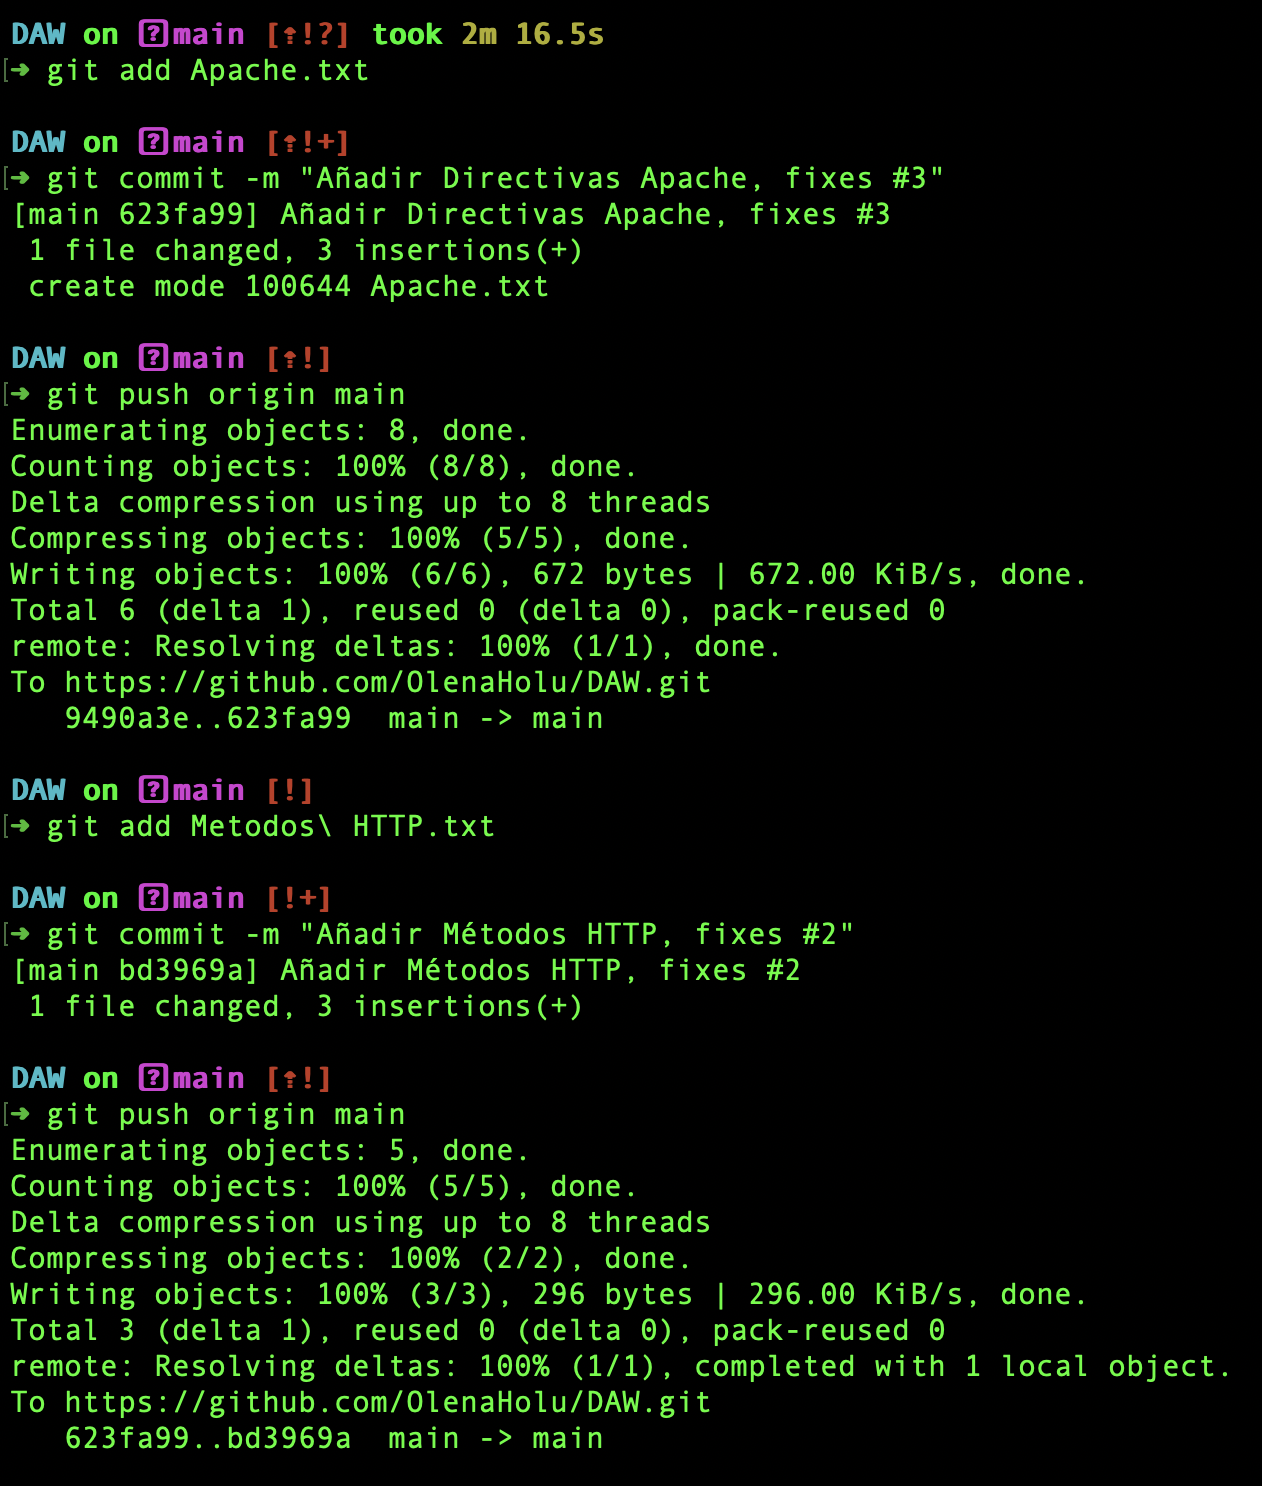 DAW on main [⇡!?] took 2m 16.5s
[➜ git add Apache.txt
DAW on main [⇡!+]
[➜ git commit -m "Añadir Directivas Apache, fixes #3"
[main 623fa99] Añadir Directivas Apache, fixes #3
1 file changed, 3 insertions(+)
create mode 100644 Apache.txt
DAW on main [⇡!]
[➜ git push origin main
Enumerating objects: 8, done.
Counting objects: 100% (8/8), done.
Delta compression using up to 8 threads
Compressing objects: 100% (5/5), done.
Writing objects: 100% (6/6), 672 bytes | 672.00 KiB/s, done.
Total 6 (delta 1), reused 0 (delta 0), pack-reused 0
remote: Resolving deltas: 100% (1/1), done.
To https://github.com/OlenaHolu/DAW.git
9490a3e..623fa99 main -> main
DAW on main [!]
[➜ git add Metodos\ HTTP.txt
DAW on main [!+]
[➜ git commit -m "Añadir Métodos HTTP, fixes #2"
[main bd3969a] Añadir Métodos HTTP, fixes #2
1 file changed, 3 insertions(+)
DAW on main [⇡!]
[➜ git push origin main
Enumerating objects: 5, done.
Counting objects: 100% (5/5), done.
Delta compression using up to 8 threads
Compressing objects: 100% (2/2), done.
Writing objects: 100% (3/3), 296 bytes | 296.00 KiB/s, done.
Total 3 (delta 1), reused 0 (delta 0), pack-reused 0
remote: Resolving deltas: 100% (1/1), completed with 1 local object.
To https://github.com/OlenaHolu/DAW.git
623fa99..bd3969a main -> main